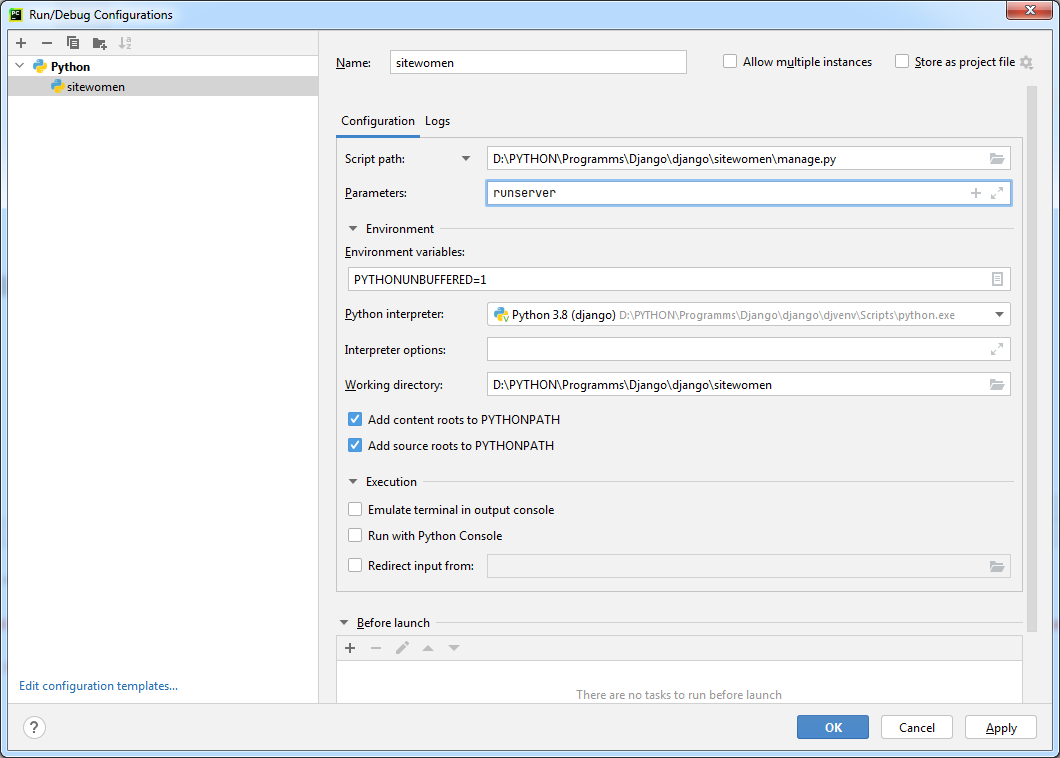 PC
Run/Debug Configurations
Python
sitewomen
Name:
sitewomen
Allow multiple instances
Store as project file
Configuration
Logs
Script path:
D:\PYTHON\Programms\Django\django\sitewomen\manage.py
Parameters:
runserver
Environment
Environment variables:
PYTHONUNBUFFERED=1
Python interpreter:
Python 3.8 (django) D:\PYTHON\Programms\Django\django\djvenv\Scripts\python.exe
Interpreter options:
Working directory:
D:\PYTHON\Programms\Django\django\sitewomen
Add content roots to PYTHONPATH
Add source roots to PYTHONPATH
Execution
Emulate terminal in output console
Run with Python Console
Redirect input from:
Before launch
There are no tasks to run before launch
Edit configuration templates...
?
OK
Cancel
Apply